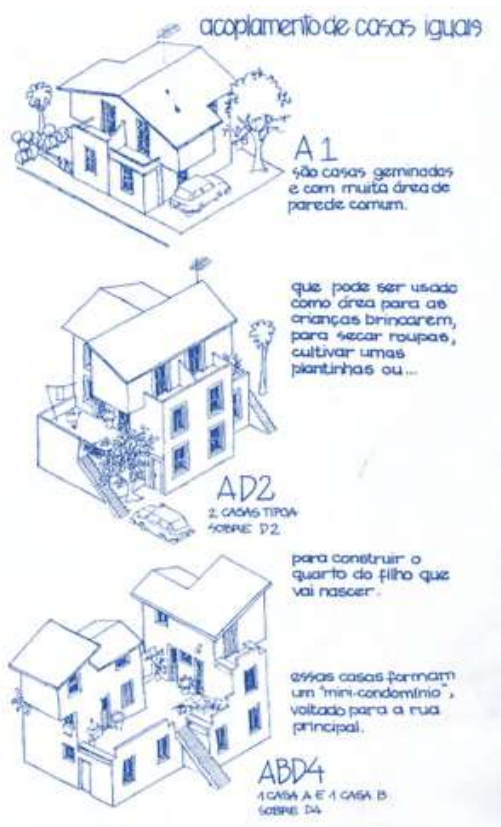 acoplamento de casas iguais
A1
são casas geminadas
e com muita área de
parede comum.
que pode ser usado
como área para as
crianças brincarem,
para secar roupas,
cultivar umas
plantinhas ou...
AD2
2 CASAS TIPO A
SOBRE D2
para construir o
quarto do filho que
vai nascer.
essas casas formam
um "mini-condomínio",
voltado para a rua
principal.
ABD4
1 CASA A E 1 CASA B
SOBRE D4